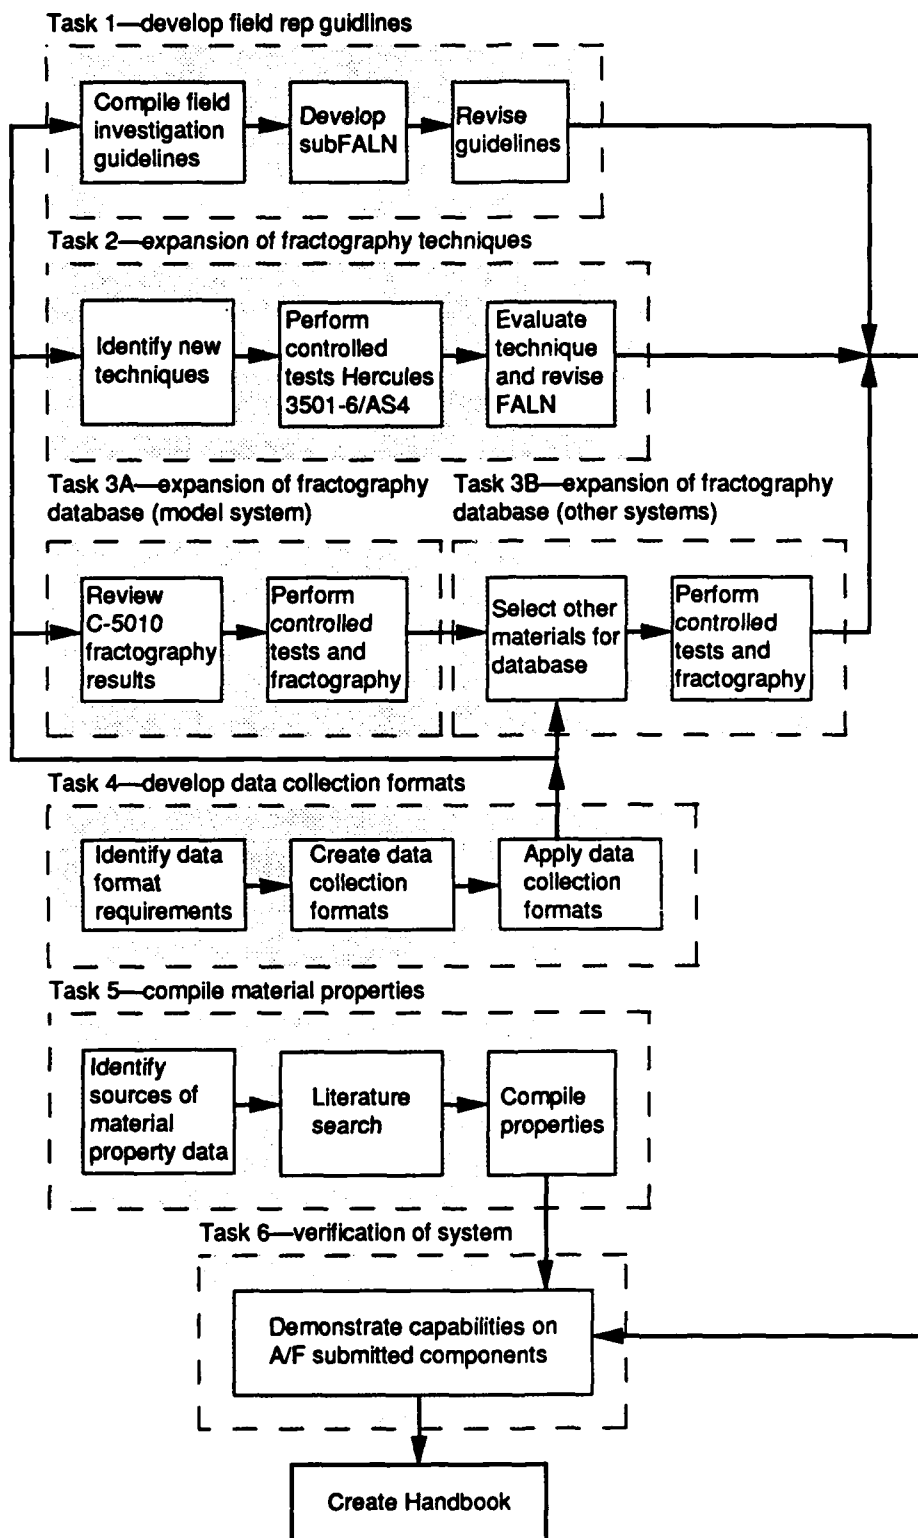 Task 1—develop field rep guidlines
Compile field
investigation
guidelines
Develop
subFALN
Revise
guidelines
Task 2—expansion of fractography techniques
Identify new
techniques
Perform
controlled
tests Hercules
3501-6/AS4
Evaluate
technique
and revise
FALN
Task 3A—expansion of fractography
database (model system)
Task 3B—expansion of fractography
database (other systems)
Review
C-5010
fractography
results
Perform
controlled
tests and
fractography
Select other
materials for
database
Perform
controlled
tests and
fractography
Task 4—develop data collection formats
Identify data
format
requirements
Create data
collection
formats
Apply data
collection
formats
Task 5—compile material properties
Identify
sources of
material
property data
Literature
search
Compile
properties
Task 6—verification of system
Demonstrate capabilities on
A/F submitted components
Create Handbook